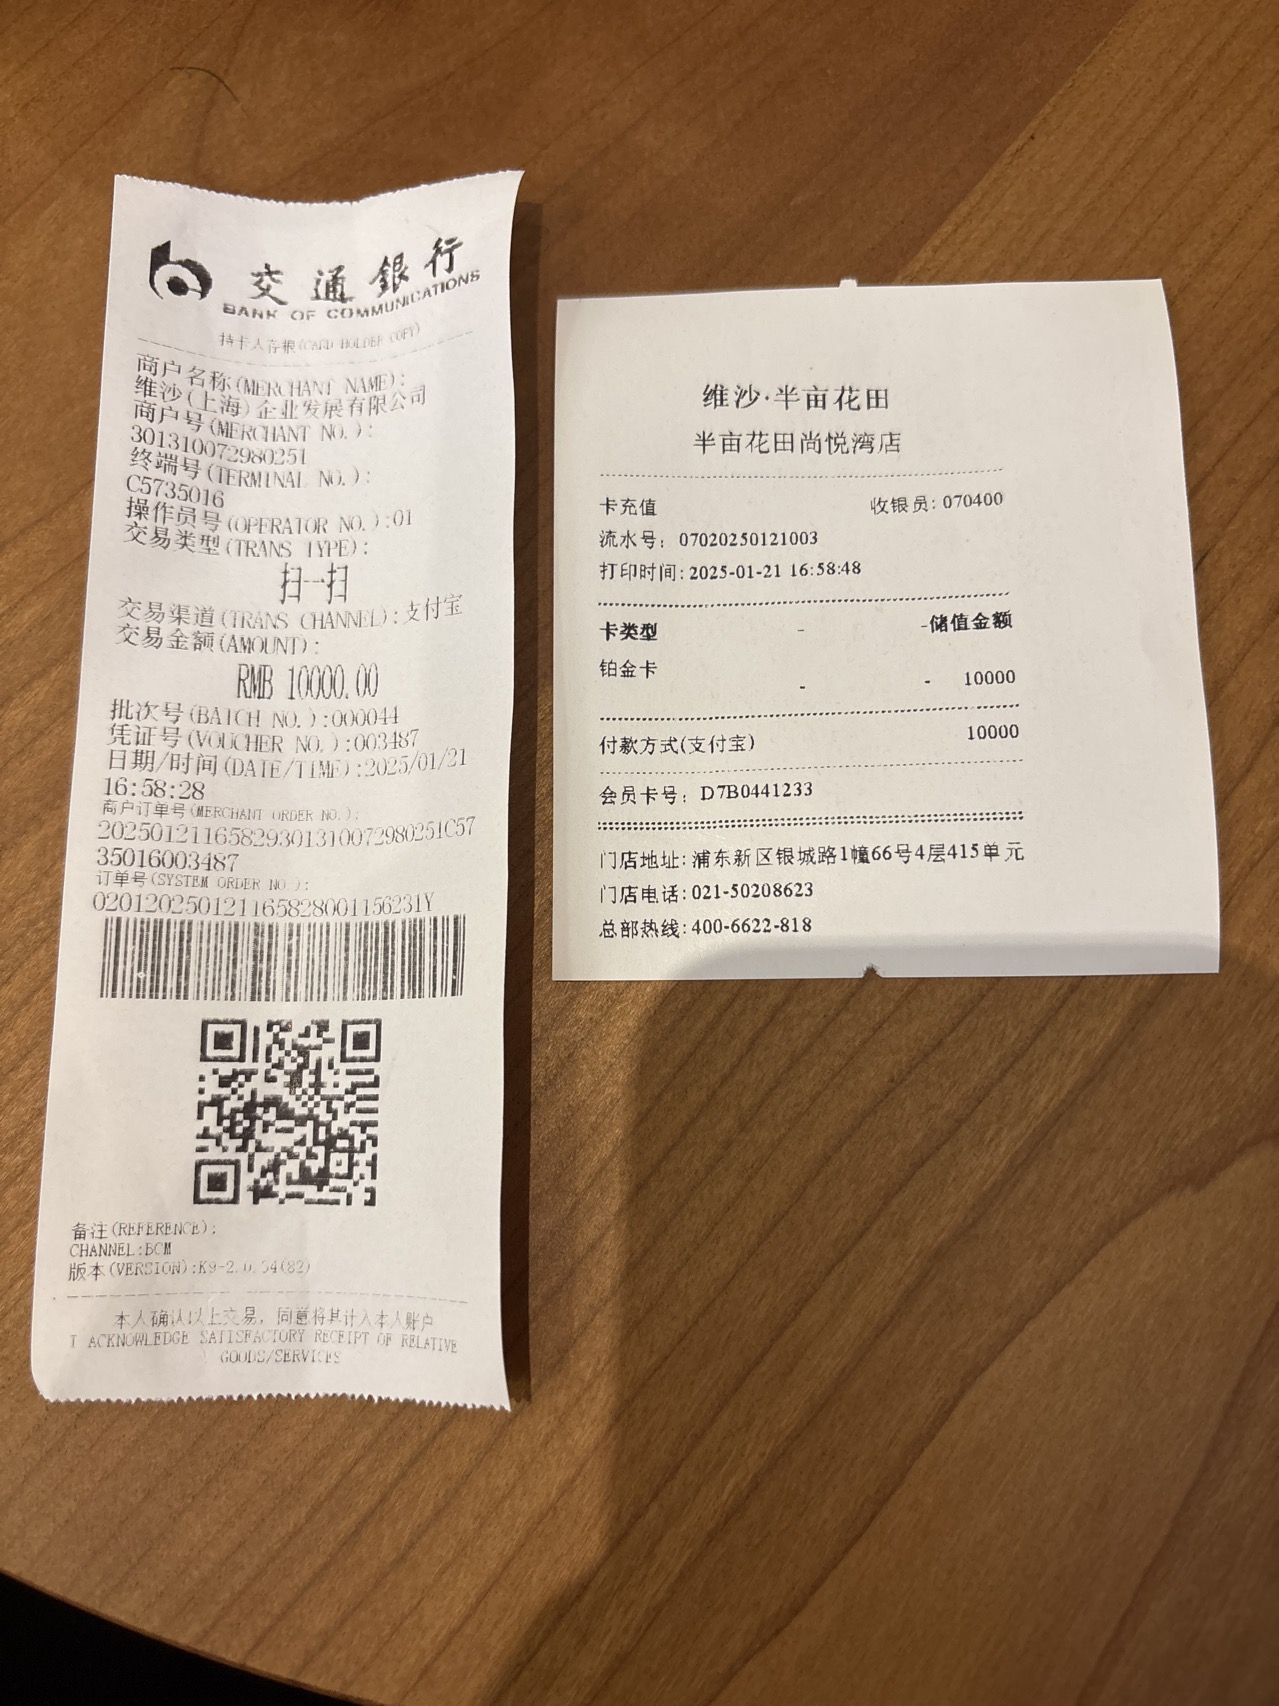 交通銀行
BANK OF COMMUNICATIONS
持卡人存根(CARD HOLDER COPY)
商户名称(MERCHANT NAME):
维沙(上海)企业发展有限公司
商户号(MERCHANT NO.):
301310072980251
终端号(TERMINAL NO.):
C5735016
操作员号(OPERATOR NO.):01
交易类型(TRANS TYPE):
扫一扫
交易渠道(TRANS CHANNEL):支付宝
交易金额(AMOUNT):
RMB 10000.00
批次号(BATCH NO.):000044
凭证号(VOUCHER NO.):003487
日期/时间(DATE/TIME):2025/01/21
16:58:28
商户订单号(MERCHANT ORDER NO.):
20250121165829301310072980251C57
35016003487
订单号(SYSTEM ORDER NO.):
020120250121165828001156231Y
备注(REFERENCE):
CHANNEL:BCM
版本(VERSION):K9-2.0.54(82)
本人确认以上交易，同意将其计入本人账户
I ACKNOWLEDGE SATISFACTORY RECEIPT OF RELATIVE
GOODS/SERVICES
维沙·半亩花田
半亩花田尚悦湾店
卡充值 收银员: 070400
流水号: 07020250121003
打印时间: 2025-01-21 16:58:48
卡类型 - -储值金额
铂金卡 - - 10000
付款方式(支付宝) 10000
会员卡号: D7B0441233
门店地址: 浦东新区银城路1幢66号4层415单元
门店电话: 021-50208623
总部热线: 400-6622-818